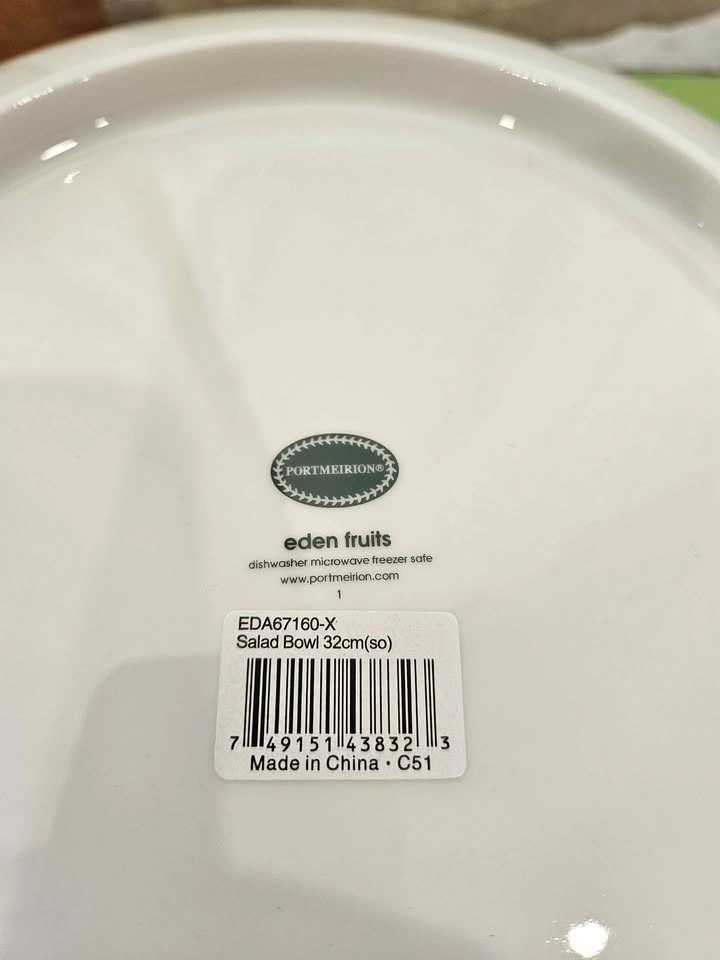 PORTMEIRION®
eden fruits
dishwasher microwave freezer safe
www.portmeirion.com
1
EDA67160-X
Salad Bowl 32cm(so)
7 49151 43832 3
Made in China · C51